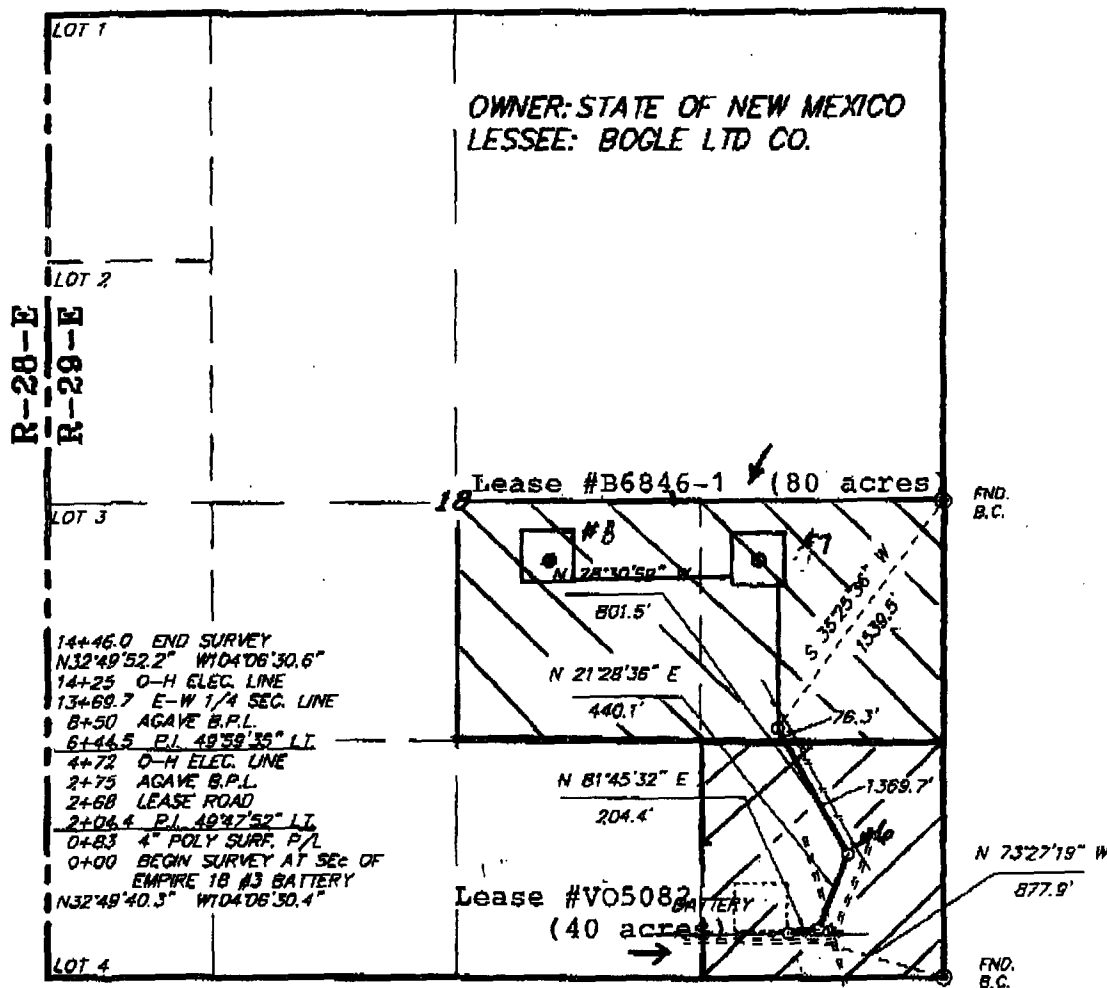 LOT 1
OWNER: STATE OF NEW MEXICO
LESSEE: BOGLE LTD CO.
LOT 2
R-28-E
R-29-E
Lease #B6846-1 (80 acres)
18
FND.
B.C.
LOT 3
#8
#7
N 28°30'59" W
801.5'
S 35°25'36" W
1539.5'
14+46.0 END SURVEY
N32°49'52.2" W104°06'30.6"
14+25 O-H ELEC. LINE
13+69.7 E-W 1/4 SEC. LINE
8+50 AGAVE B.P.L.
6+44.5 P.I. 49°59'35" LT.
4+72 O-H ELEC. LINE
2+75 AGAVE B.P.L.
2+68 LEASE ROAD
2+04.4 P.I. 49°47'52" LT.
0+83 4" POLY SURF. P/L
0+00 BEGIN SURVEY AT SEc OF
EMPIRE 18 #3 BATTERY
N32°49'40.3" W104°06'30.4"
N 21°28'36" E
440.1'
76.3'
N 81°45'32" E
204.4'
1369.7'
#6
N 73°27'19" W
877.9'
Lease #VO5082
BATTERY
(40 acres)
LOT 4
FND.
B.C.